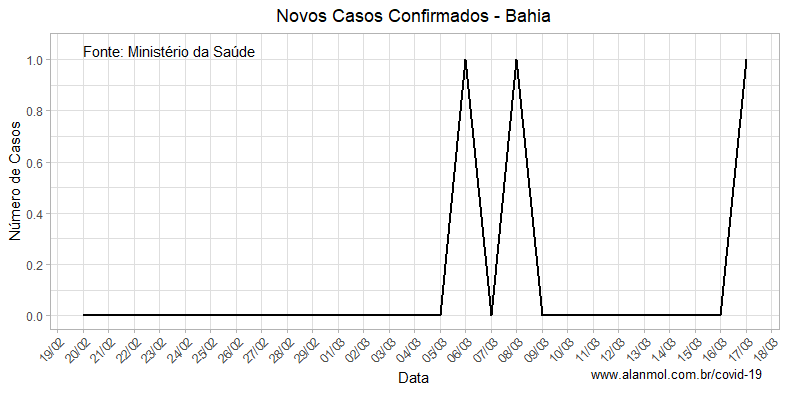 Novos Casos Confirmados - Bahia
Fonte: Ministério da Saúde
Número de Casos
1.0
0.8
0.6
0.4
0.2
0.0
19/02 20/02 21/02 22/02 23/02 24/02 25/02 26/02 27/02 28/02 29/02 01/03 02/03 03/03 04/03 05/03 06/03 07/03 08/03 09/03 10/03 11/03 12/03 13/03 14/03 15/03 16/03 17/03 18/03
Data
www.alanmol.com.br/covid-19